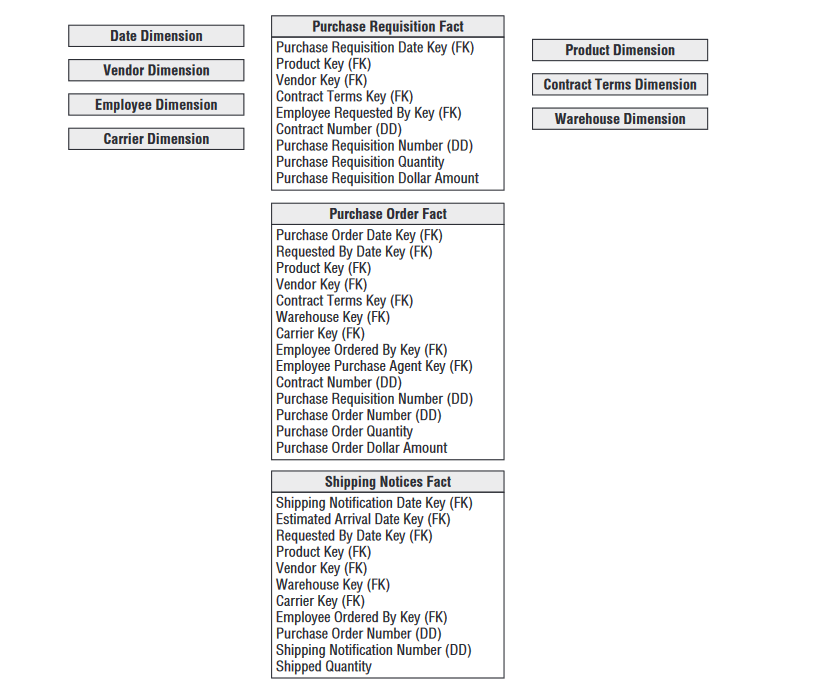 Date Dimension
Vendor Dimension
Employee Dimension
Carrier Dimension
Purchase Requisition Fact
Purchase Requisition Date Key (FK)
Product Key (FK)
Vendor Key (FK)
Contract Terms Key (FK)
Employee Requested By Key (FK)
Contract Number (DD)
Purchase Requisition Number (DD)
Purchase Requisition Quantity
Purchase Requisition Dollar Amount
Product Dimension
Contract Terms Dimension
Warehouse Dimension
Purchase Order Fact
Purchase Order Date Key (FK)
Requested By Date Key (FK)
Product Key (FK)
Vendor Key (FK)
Contract Terms Key (FK)
Warehouse Key (FK)
Carrier Key (FK)
Employee Ordered By Key (FK)
Employee Purchase Agent Key (FK)
Contract Number (DD)
Purchase Requisition Number (DD)
Purchase Order Number (DD)
Purchase Order Quantity
Purchase Order Dollar Amount
Shipping Notices Fact
Shipping Notification Date Key (FK)
Estimated Arrival Date Key (FK)
Requested By Date Key (FK)
Product Key (FK)
Vendor Key (FK)
Warehouse Key (FK)
Carrier Key (FK)
Employee Ordered By Key (FK)
Purchase Order Number (DD)
Shipping Notification Number (DD)
Shipped Quantity